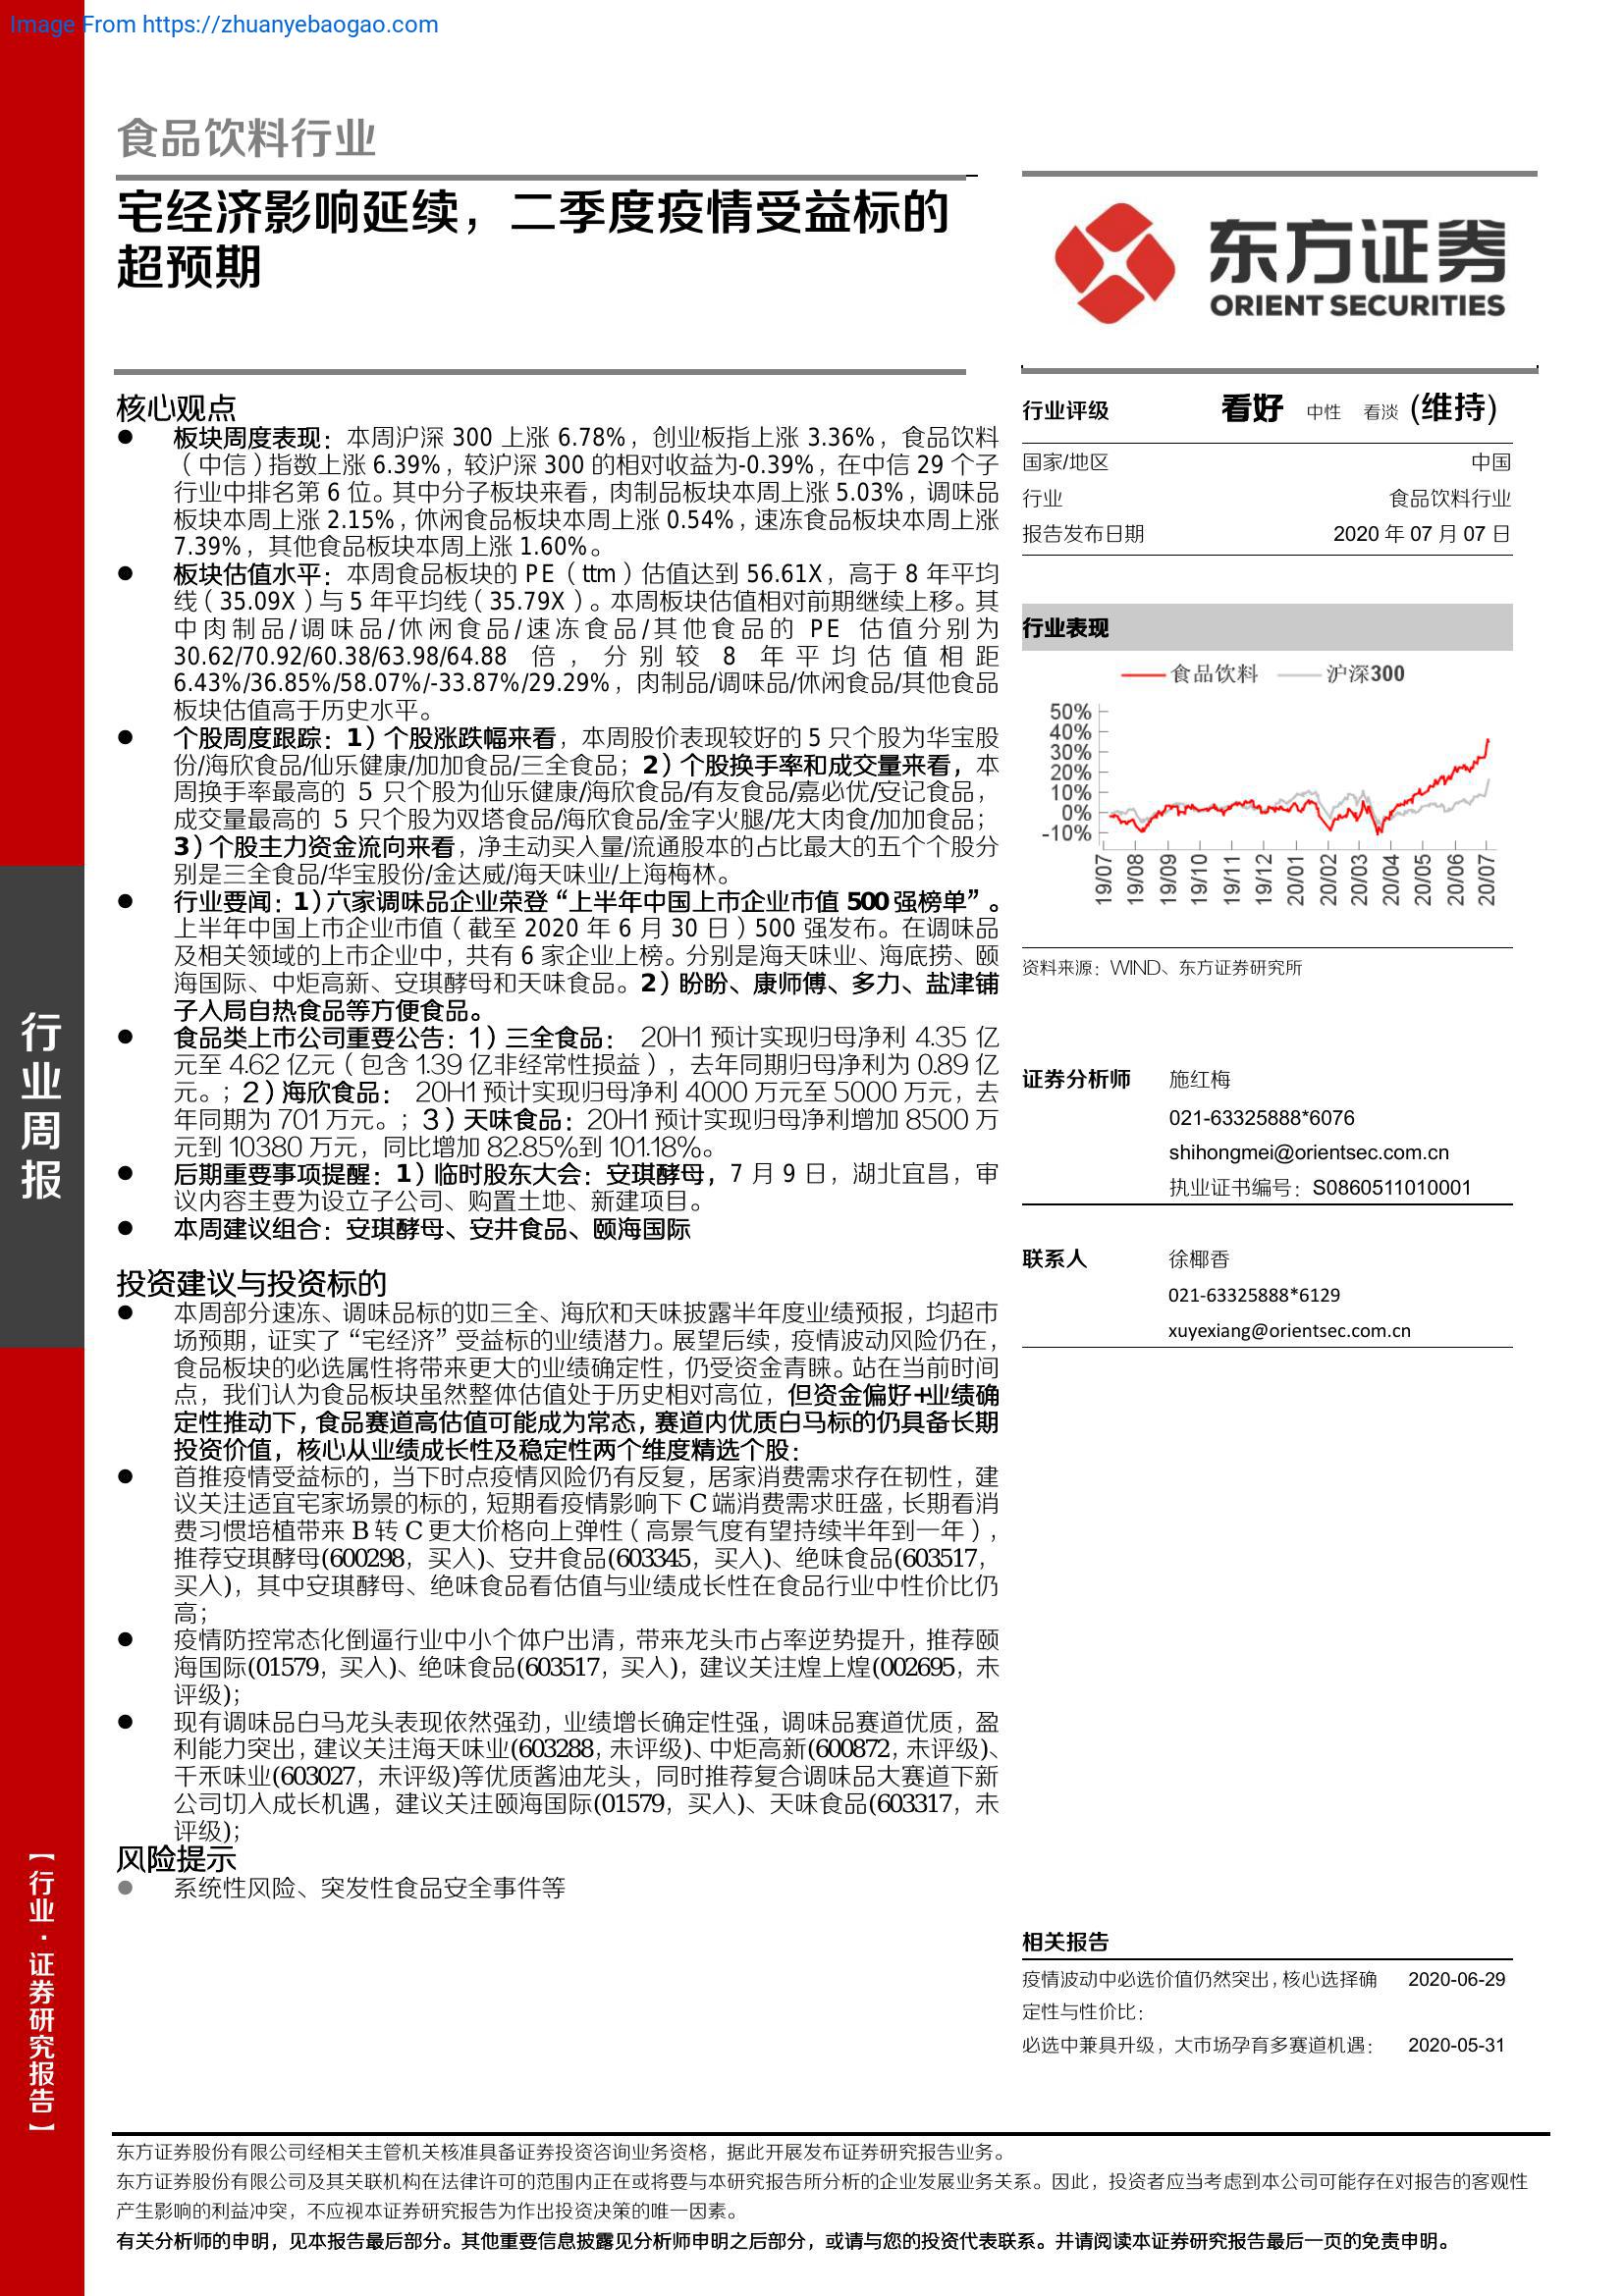 Image From https://zhuanyebaogao.com
食品饮料行业
宅经济影响延续，二季度疫情受益标的
超预期
东方证券
ORIENT SECURITIES
核心观点
● 板块周度表现：本周沪深 300 上涨 6.78%，创业板指上涨 3.36%，食品饮料
（中信）指数上涨 6.39%，较沪深 300 的相对收益为-0.39%，在中信 29 个子
行业中排名第 6 位。其中分子板块来看，肉制品板块本周上涨 5.03%，调味品
板块本周上涨 2.15%，休闲食品板块本周上涨 0.54%，速冻食品板块本周上涨
7.39%，其他食品板块本周上涨 1.60%。
● 板块估值水平：本周食品板块的 PE（ttm）估值达到 56.61X，高于 8 年平均
线（35.09X）与 5 年平均线（35.79X）。本周板块估值相对前期继续上移。其
中肉制品/调味品/休闲食品/速冻食品/其他食品的 PE 估值分别为
30.62/70.92/60.38/63.98/64.88 倍，分别较 8 年平均估值相距
6.43%/36.85%/58.07%/-33.87%/29.29%，肉制品/调味品/休闲食品/其他食品
板块估值高于历史水平。
● 个股周度跟踪：1）个股涨跌幅来看，本周股价表现较好的 5 只个股为华宝股
份/海欣食品/仙乐健康/加加食品/三全食品；2）个股换手率和成交量来看，本
周换手率最高的 5 只个股为仙乐健康/海欣食品/有友食品/嘉必优/安记食品，
成交量最高的 5 只个股为双塔食品/海欣食品/金字火腿/龙大肉食/加加食品；
3）个股主力资金流向来看，净主动买入量/流通股本的占比最大的五个个股分
别是三全食品/华宝股份/金达威/海天味业/上海梅林。
● 行业要闻：1）六家调味品企业荣登“上半年中国上市企业市值 500 强榜单”。
上半年中国上市企业市值（截至 2020 年 6 月 30 日）500 强发布。在调味品
及相关领域的上市企业中，共有 6 家企业上榜。分别是海天味业、海底捞、颐
海国际、中炬高新、安琪酵母和天味食品。2）盼盼、康师傅、多力、盐津铺
子入局自热食品等方便食品。
● 食品类上市公司重要公告：1）三全食品： 20H1 预计实现归母净利 4.35 亿
元至 4.62 亿元（包含 1.39 亿非经常性损益），去年同期归母净利为 0.89 亿
元。；2）海欣食品： 20H1 预计实现归母净利 4000 万元至 5000 万元，去
年同期为 701 万元。；3）天味食品：20H1 预计实现归母净利增加 8500 万
元到 10380 万元，同比增加 82.85%到 101.18%。
● 后期重要事项提醒：1）临时股东大会：安琪酵母，7 月 9 日，湖北宜昌，审
议内容主要为设立子公司、购置土地、新建项目。
● 本周建议组合：安琪酵母、安井食品、颐海国际
投资建议与投资标的
● 本周部分速冻、调味品标的如三全、海欣和天味披露半年度业绩预报，均超市
场预期，证实了“宅经济”受益标的业绩潜力。展望后续，疫情波动风险仍在，
食品板块的必选属性将带来更大的业绩确定性，仍受资金青睐。站在当前时间
点，我们认为食品板块虽然整体估值处于历史相对高位，但资金偏好+业绩确
定性推动下，食品赛道高估值可能成为常态，赛道内优质白马标的仍具备长期
投资价值，核心从业绩成长性及稳定性两个维度精选个股：
● 首推疫情受益标的，当下时点疫情风险仍有反复，居家消费需求存在韧性，建
议关注适宜宅家场景的标的，短期看疫情影响下 C 端消费需求旺盛，长期看消
费习惯培植带来 B 转 C 更大价格向上弹性（高景气度有望持续半年到一年），
推荐安琪酵母(600298，买入)、安井食品(603345，买入)、绝味食品(603517，
买入)，其中安琪酵母、绝味食品看估值与业绩成长性在食品行业中性价比仍
高；
● 疫情防控常态化倒逼行业中小个体户出清，带来龙头市占率逆势提升，推荐颐
海国际(01579，买入)、绝味食品(603517，买入)，建议关注煌上煌(002695，未
评级)；
● 现有调味品白马龙头表现依然强劲，业绩增长确定性强，调味品赛道优质，盈
利能力突出，建议关注海天味业(603288，未评级)、中炬高新(600872，未评级)、
千禾味业(603027，未评级)等优质酱油龙头，同时推荐复合调味品大赛道下新
公司切入成长机遇，建议关注颐海国际(01579，买入)、天味食品(603317，未
评级)；
风险提示
● 系统性风险、突发性食品安全事件等
行业评级 看好 中性 看淡 (维持)
国家/地区 中国
行业 食品饮料行业
报告发布日期 2020 年 07 月 07 日
行业表现
食品饮料 沪深300
50%
40%
30%
20%
10%
0%
-10%
19/07 19/08 19/09 19/10 19/11 19/12 20/01 20/02 20/03 20/04 20/05 20/06 20/07
资料来源：WIND、东方证券研究所
证券分析师 施红梅
021-63325888*6076
shihongmei@orientsec.com.cn
执业证书编号：S0860511010001
联系人 徐椰香
021-63325888*6129
xuyexiang@orientsec.com.cn
相关报告
疫情波动中必选价值仍然突出，核心选择确 2020-06-29
定性与性价比：
必选中兼具升级，大市场孕育多赛道机遇： 2020-05-31
行业周报
【行业·证券研究报告】
东方证券股份有限公司经相关主管机关核准具备证券投资咨询业务资格，据此开展发布证券研究报告业务。
东方证券股份有限公司及其关联机构在法律许可的范围内正在或将要与本研究报告所分析的企业发展业务关系。因此，投资者应当考虑到本公司可能存在对报告的客观性
产生影响的利益冲突，不应视本证券研究报告为作出投资决策的唯一因素。
有关分析师的申明，见本报告最后部分。其他重要信息披露见分析师申明之后部分，或请与您的投资代表联系。并请阅读本证券研究报告最后一页的免责申明。